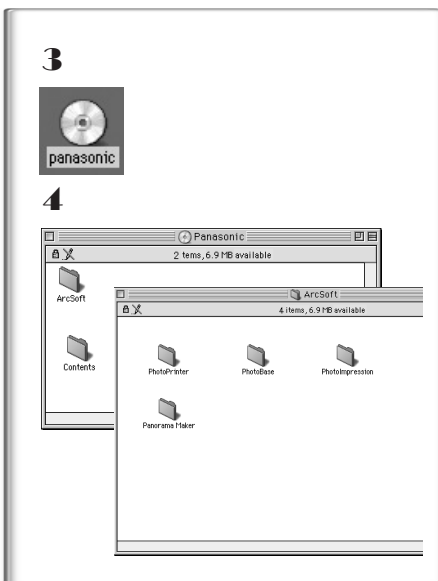 3
panasonic
4
Panasonic
2 tems, 6.9 MB available
ArcSoft
Contents
ArcSoft
4 items, 6.9 MB available
PhotoPrinter
PhotoBase
PhotoImpression
Panorama Maker